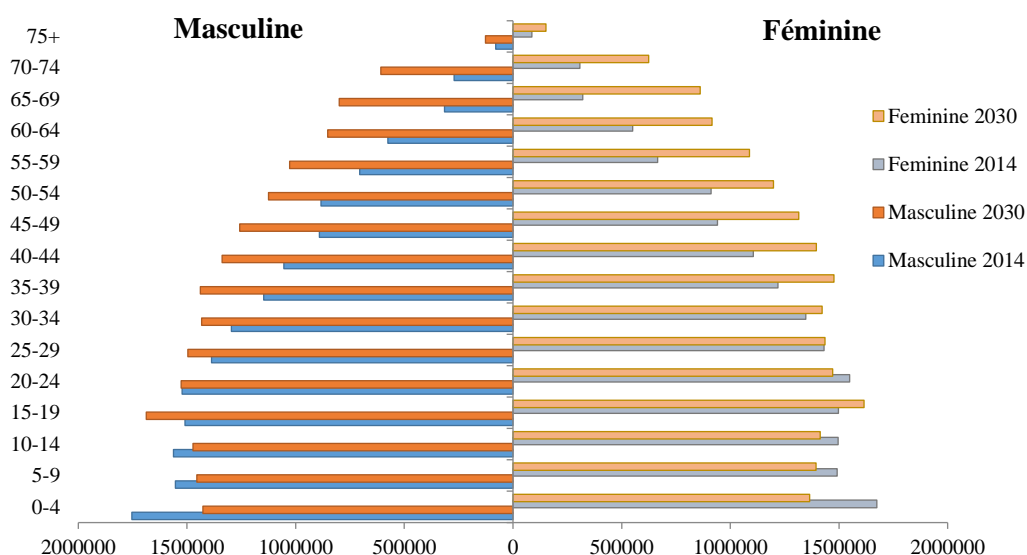 Masculine
Féminine
75+
70-74
65-69
60-64
55-59
50-54
45-49
40-44
35-39
30-34
25-29
20-24
15-19
10-14
5-9
0-4
Feminine 2030
Feminine 2014
Masculine 2030
Masculine 2014
2000000 1500000 1000000 500000 0 500000 1000000 1500000 2000000